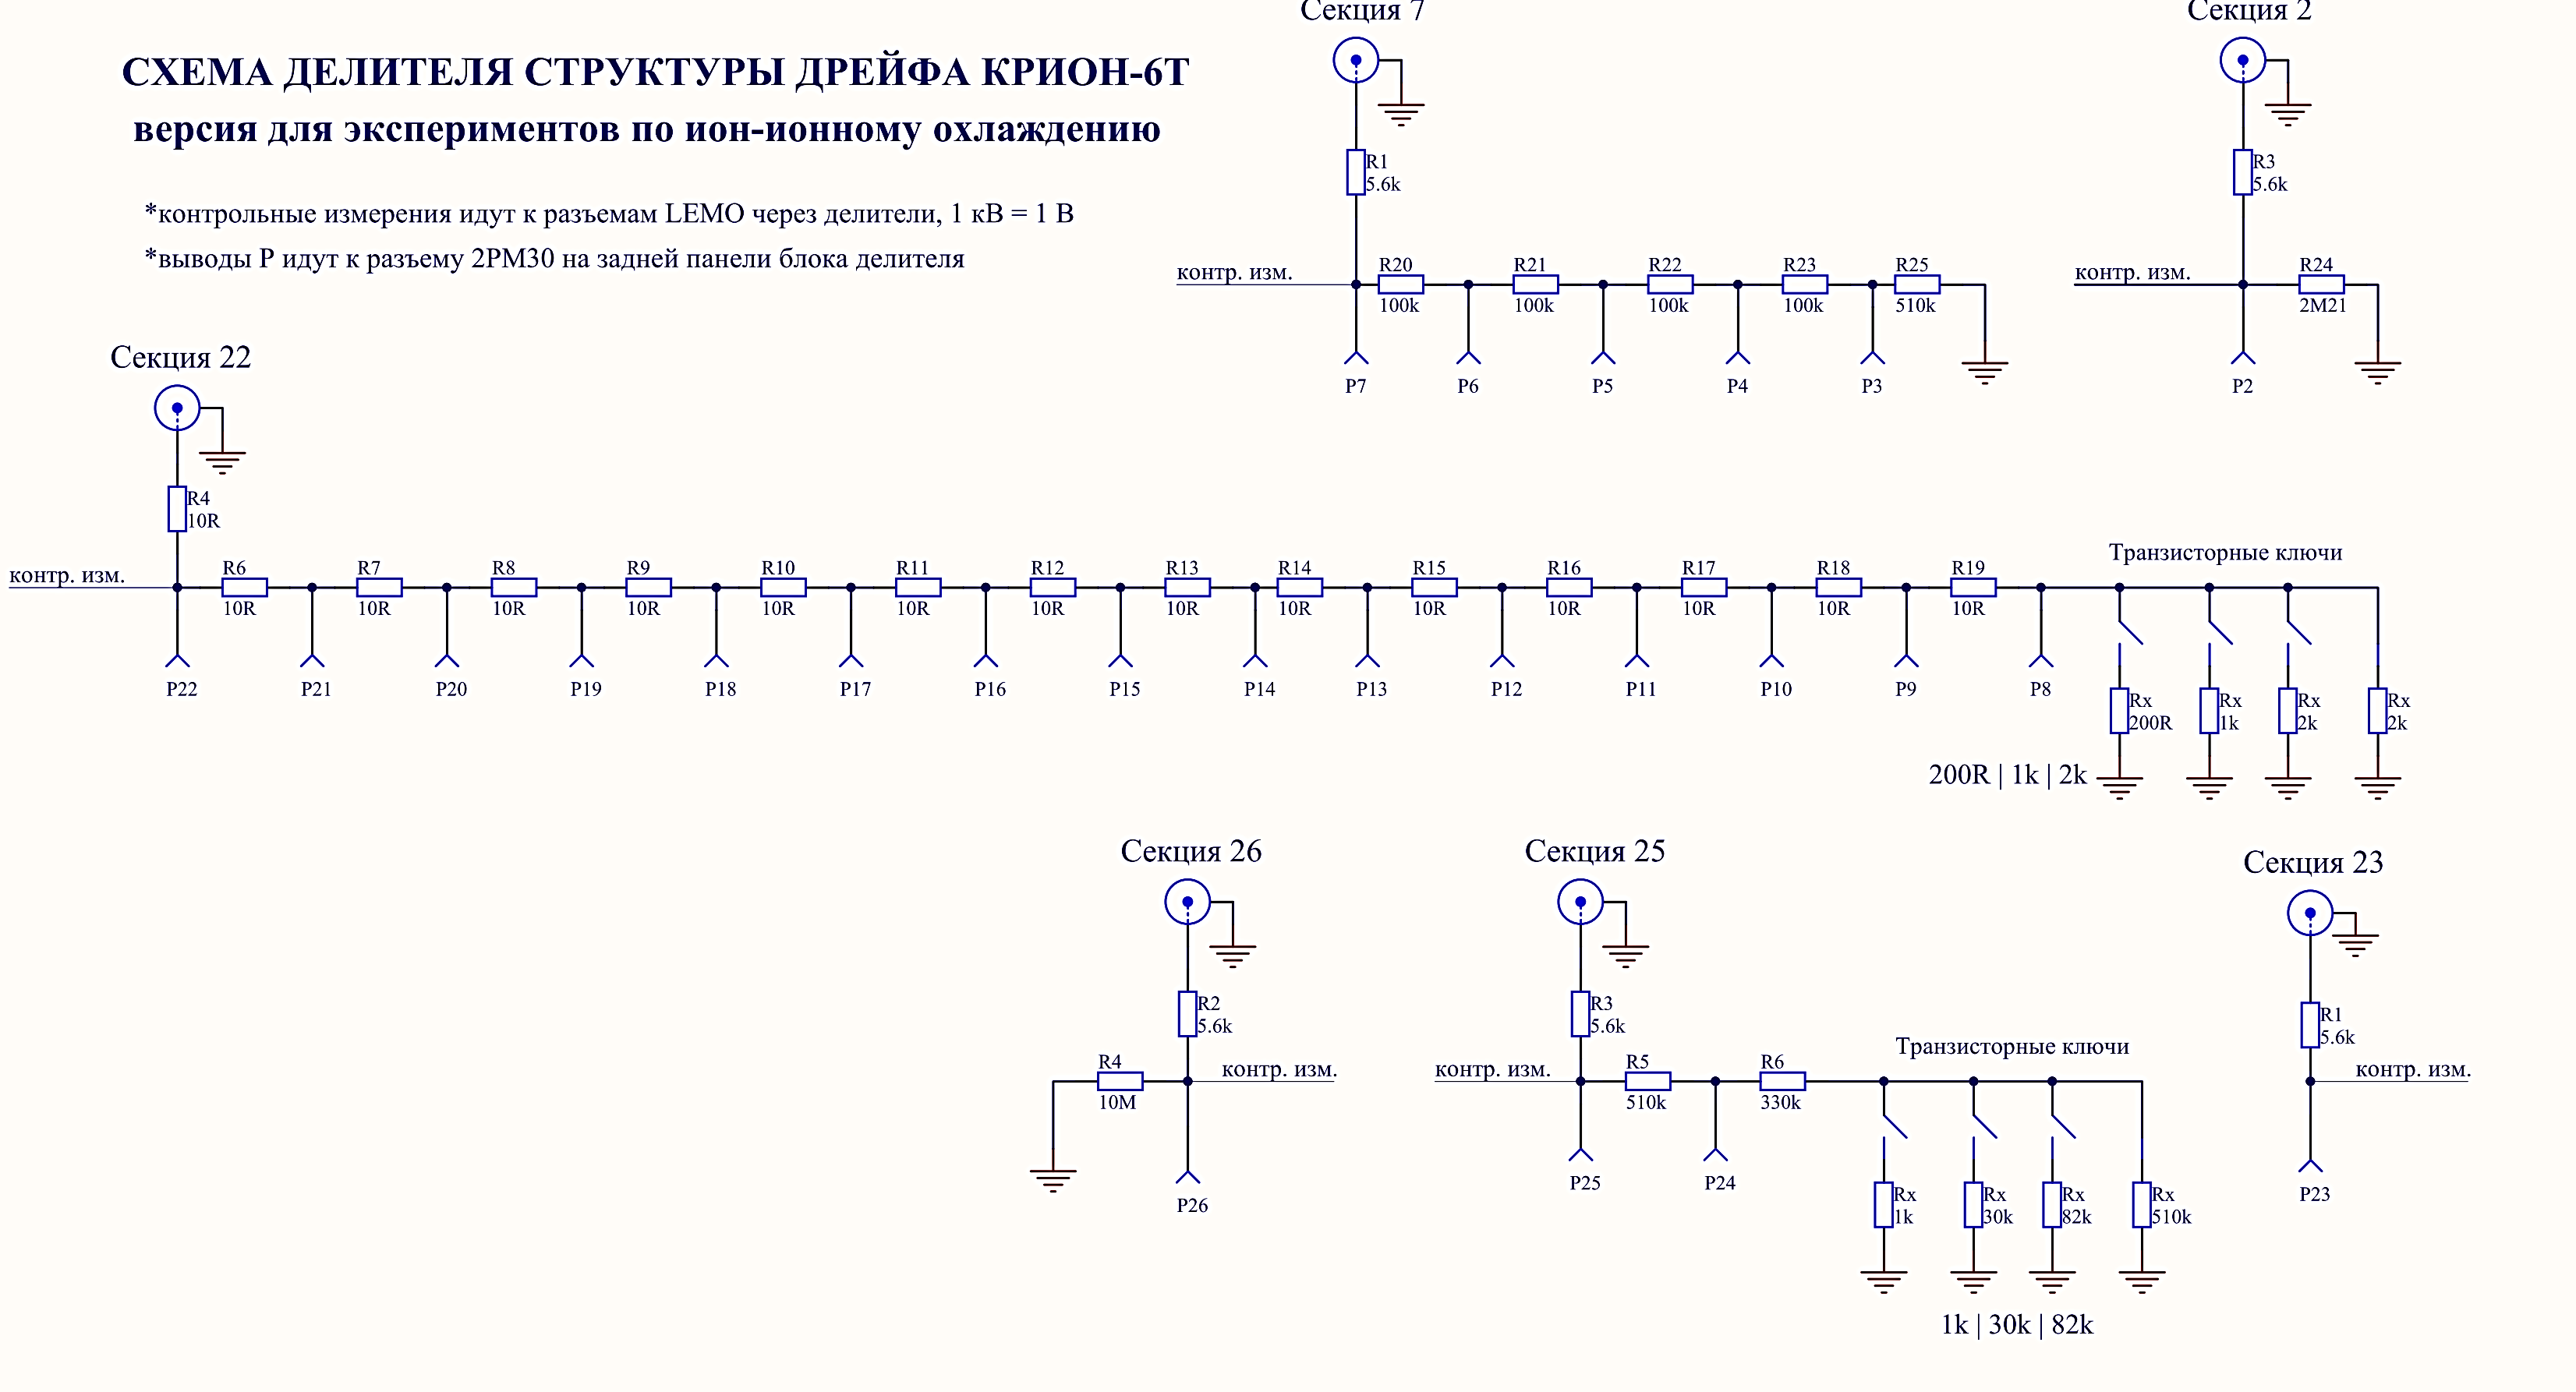 Секция 7
Секция 2
СХЕМА ДЕЛИТЕЛЯ СТРУКТУРЫ ДРЕЙФА КРИОН-6Т
версия для экспериментов по ион-ионному охлаждению
*контрольные измерения идут к разъемам LEMO через делители, 1 кВ = 1 В
*выводы P идут к разъему 2РМ30 на задней панели блока делителя
R1
5.6k
R3
5.6k
контр. изм.
R20
R21
R22
R23
R25
100k
100k
100k
100k
510k
P7
P6
P5
P4
P3
контр. изм.
R24
2M21
P2
Секция 22
R4
10R
контр. изм.
R6
R7
R8
R9
R10
R11
R12
R13
R14
R15
R16
R17
R18
R19
10R
10R
10R
10R
10R
10R
10R
10R
10R
10R
10R
10R
10R
10R
P22
P21
P20
P19
P18
P17
P16
P15
P14
P13
P12
P11
P10
P9
P8
Транзисторные ключи
Rx
200R
Rx
1k
Rx
2k
Rx
2k
200R | 1k | 2k
Секция 26
R2
5.6k
R4
10M
контр. изм.
P26
Секция 25
R3
5.6k
контр. изм.
R5
510k
R6
330k
P25
P24
Транзисторные ключи
Rx
1k
Rx
30k
Rx
82k
Rx
510k
1k | 30k | 82k
Секция 23
R1
5.6k
контр. изм.
P23